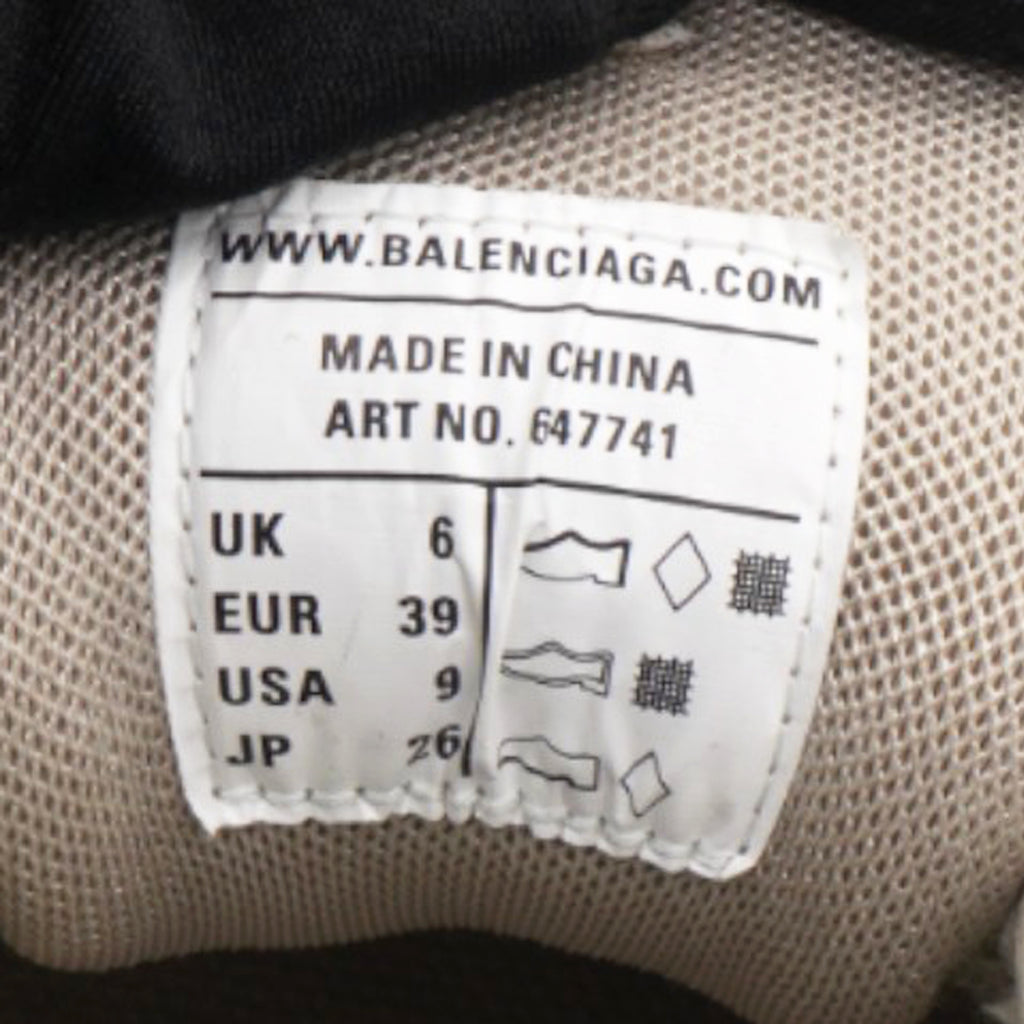 WWW.BALENCIAGA.COM
MADE IN CHINA
ART NO. 647741
UK 6
EUR 39
USA 9
JP 26